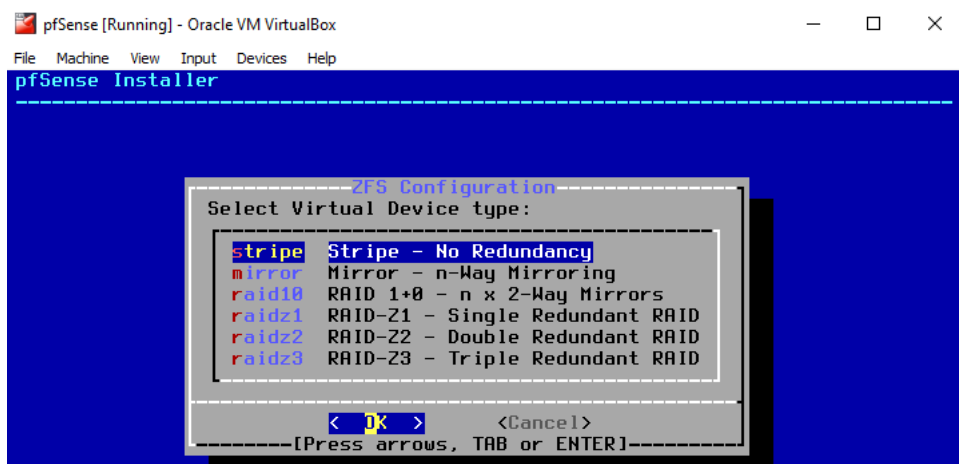 pfSense [Running] - Oracle VM VirtualBox
File Machine View Input Devices Help
pfSense Installer
ZFS Configuration
Select Virtual Device type:
stripe Stripe - No Redundancy
mirror Mirror - n-Way Mirroring
raid10 RAID 1+0 - n x 2-Way Mirrors
raidz1 RAID-Z1 - Single Redundant RAID
raidz2 RAID-Z2 - Double Redundant RAID
raidz3 RAID-Z3 - Triple Redundant RAID
< OK > <Cancel>
[Press arrows, TAB or ENTER]